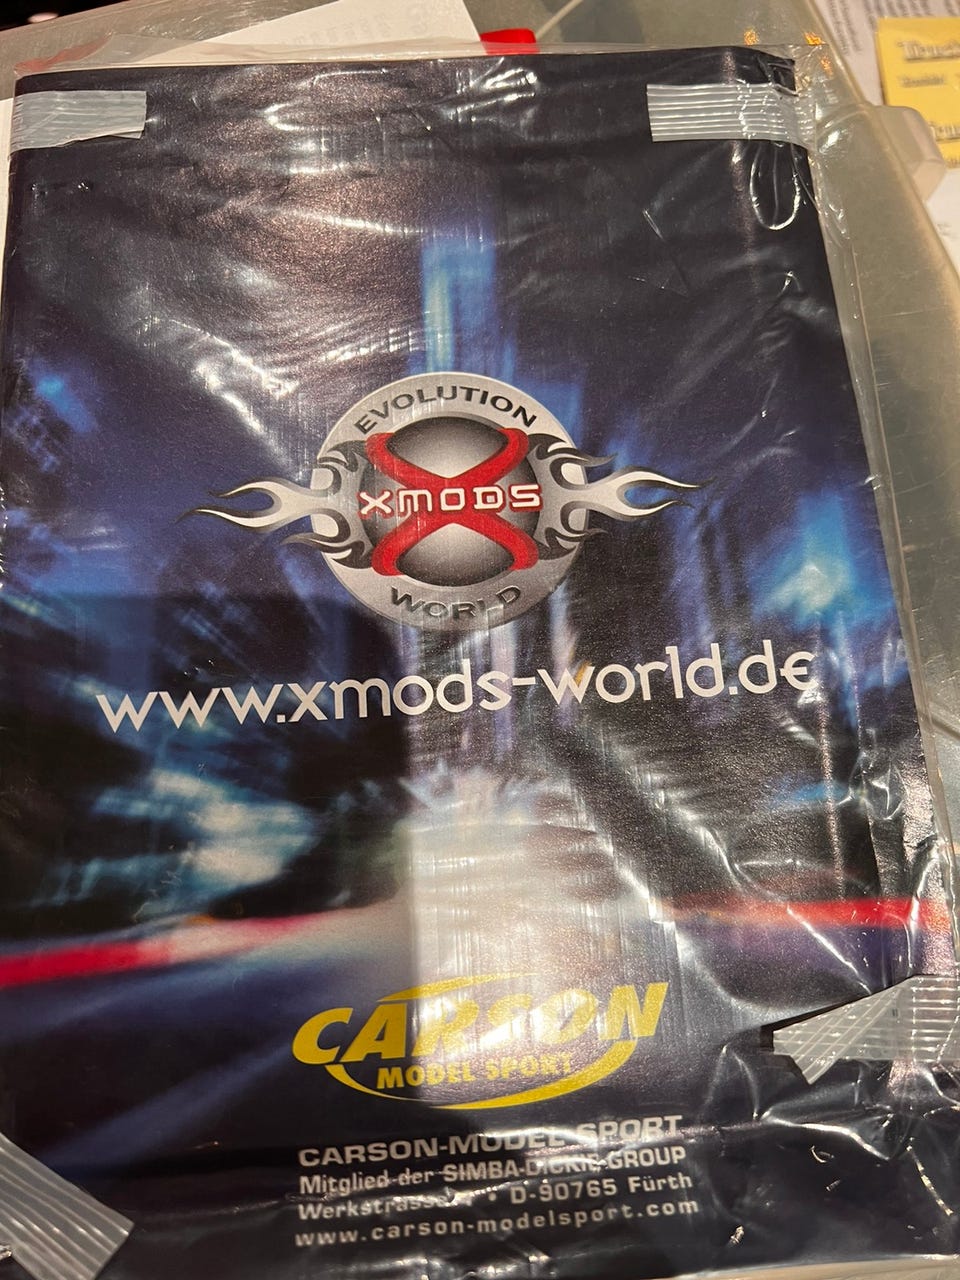 EVOLUTION
XMODS
WORLD
www.xmods-world.de
CARSON
MODEL SPORT
CARSON-MODEL SPORT
Mitglied der SIMBA-DICKIE-GROUP
Werkstrasse • D-90765 Fürth
www.carson-modelsport.com